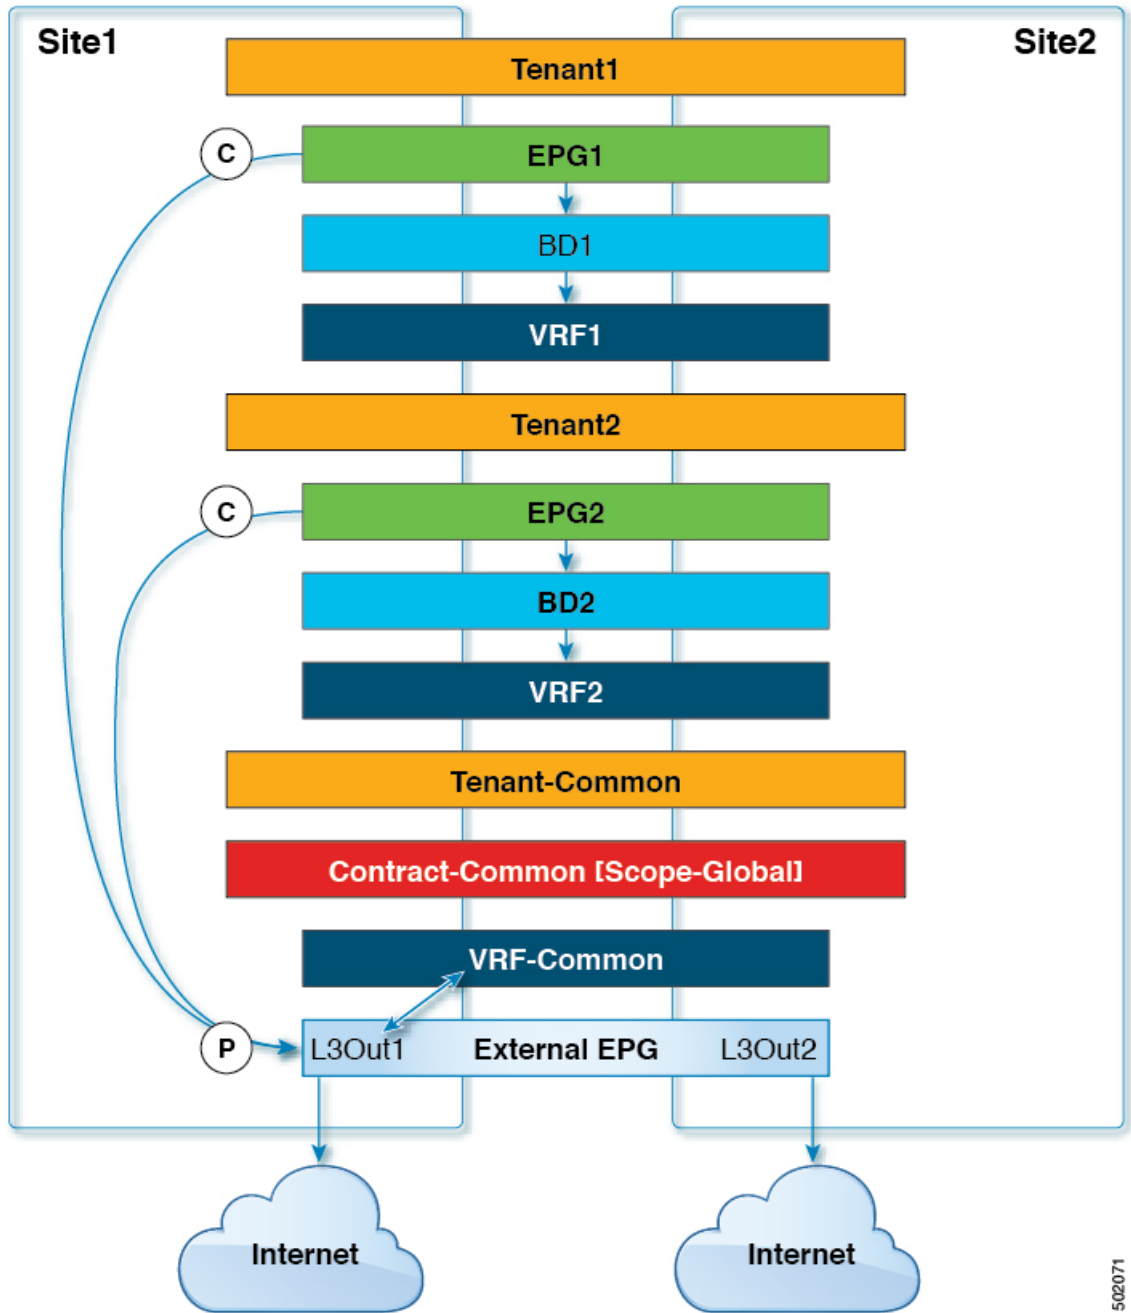 Site1
Site2
Tenant1
C
EPG1
BD1
VRF1
Tenant2
C
EPG2
BD2
VRF2
Tenant-Common
Contract-Common [Scope-Global]
VRF-Common
P
L3Out1
External EPG
L3Out2
Internet
Internet
502071